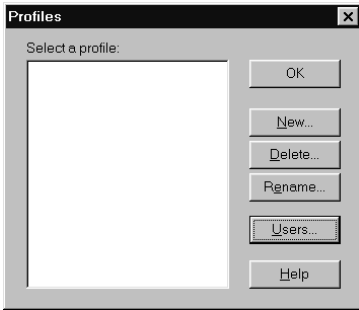 Profiles
Select a profile:
OK
New...
Delete...
Rename...
Users...
Help